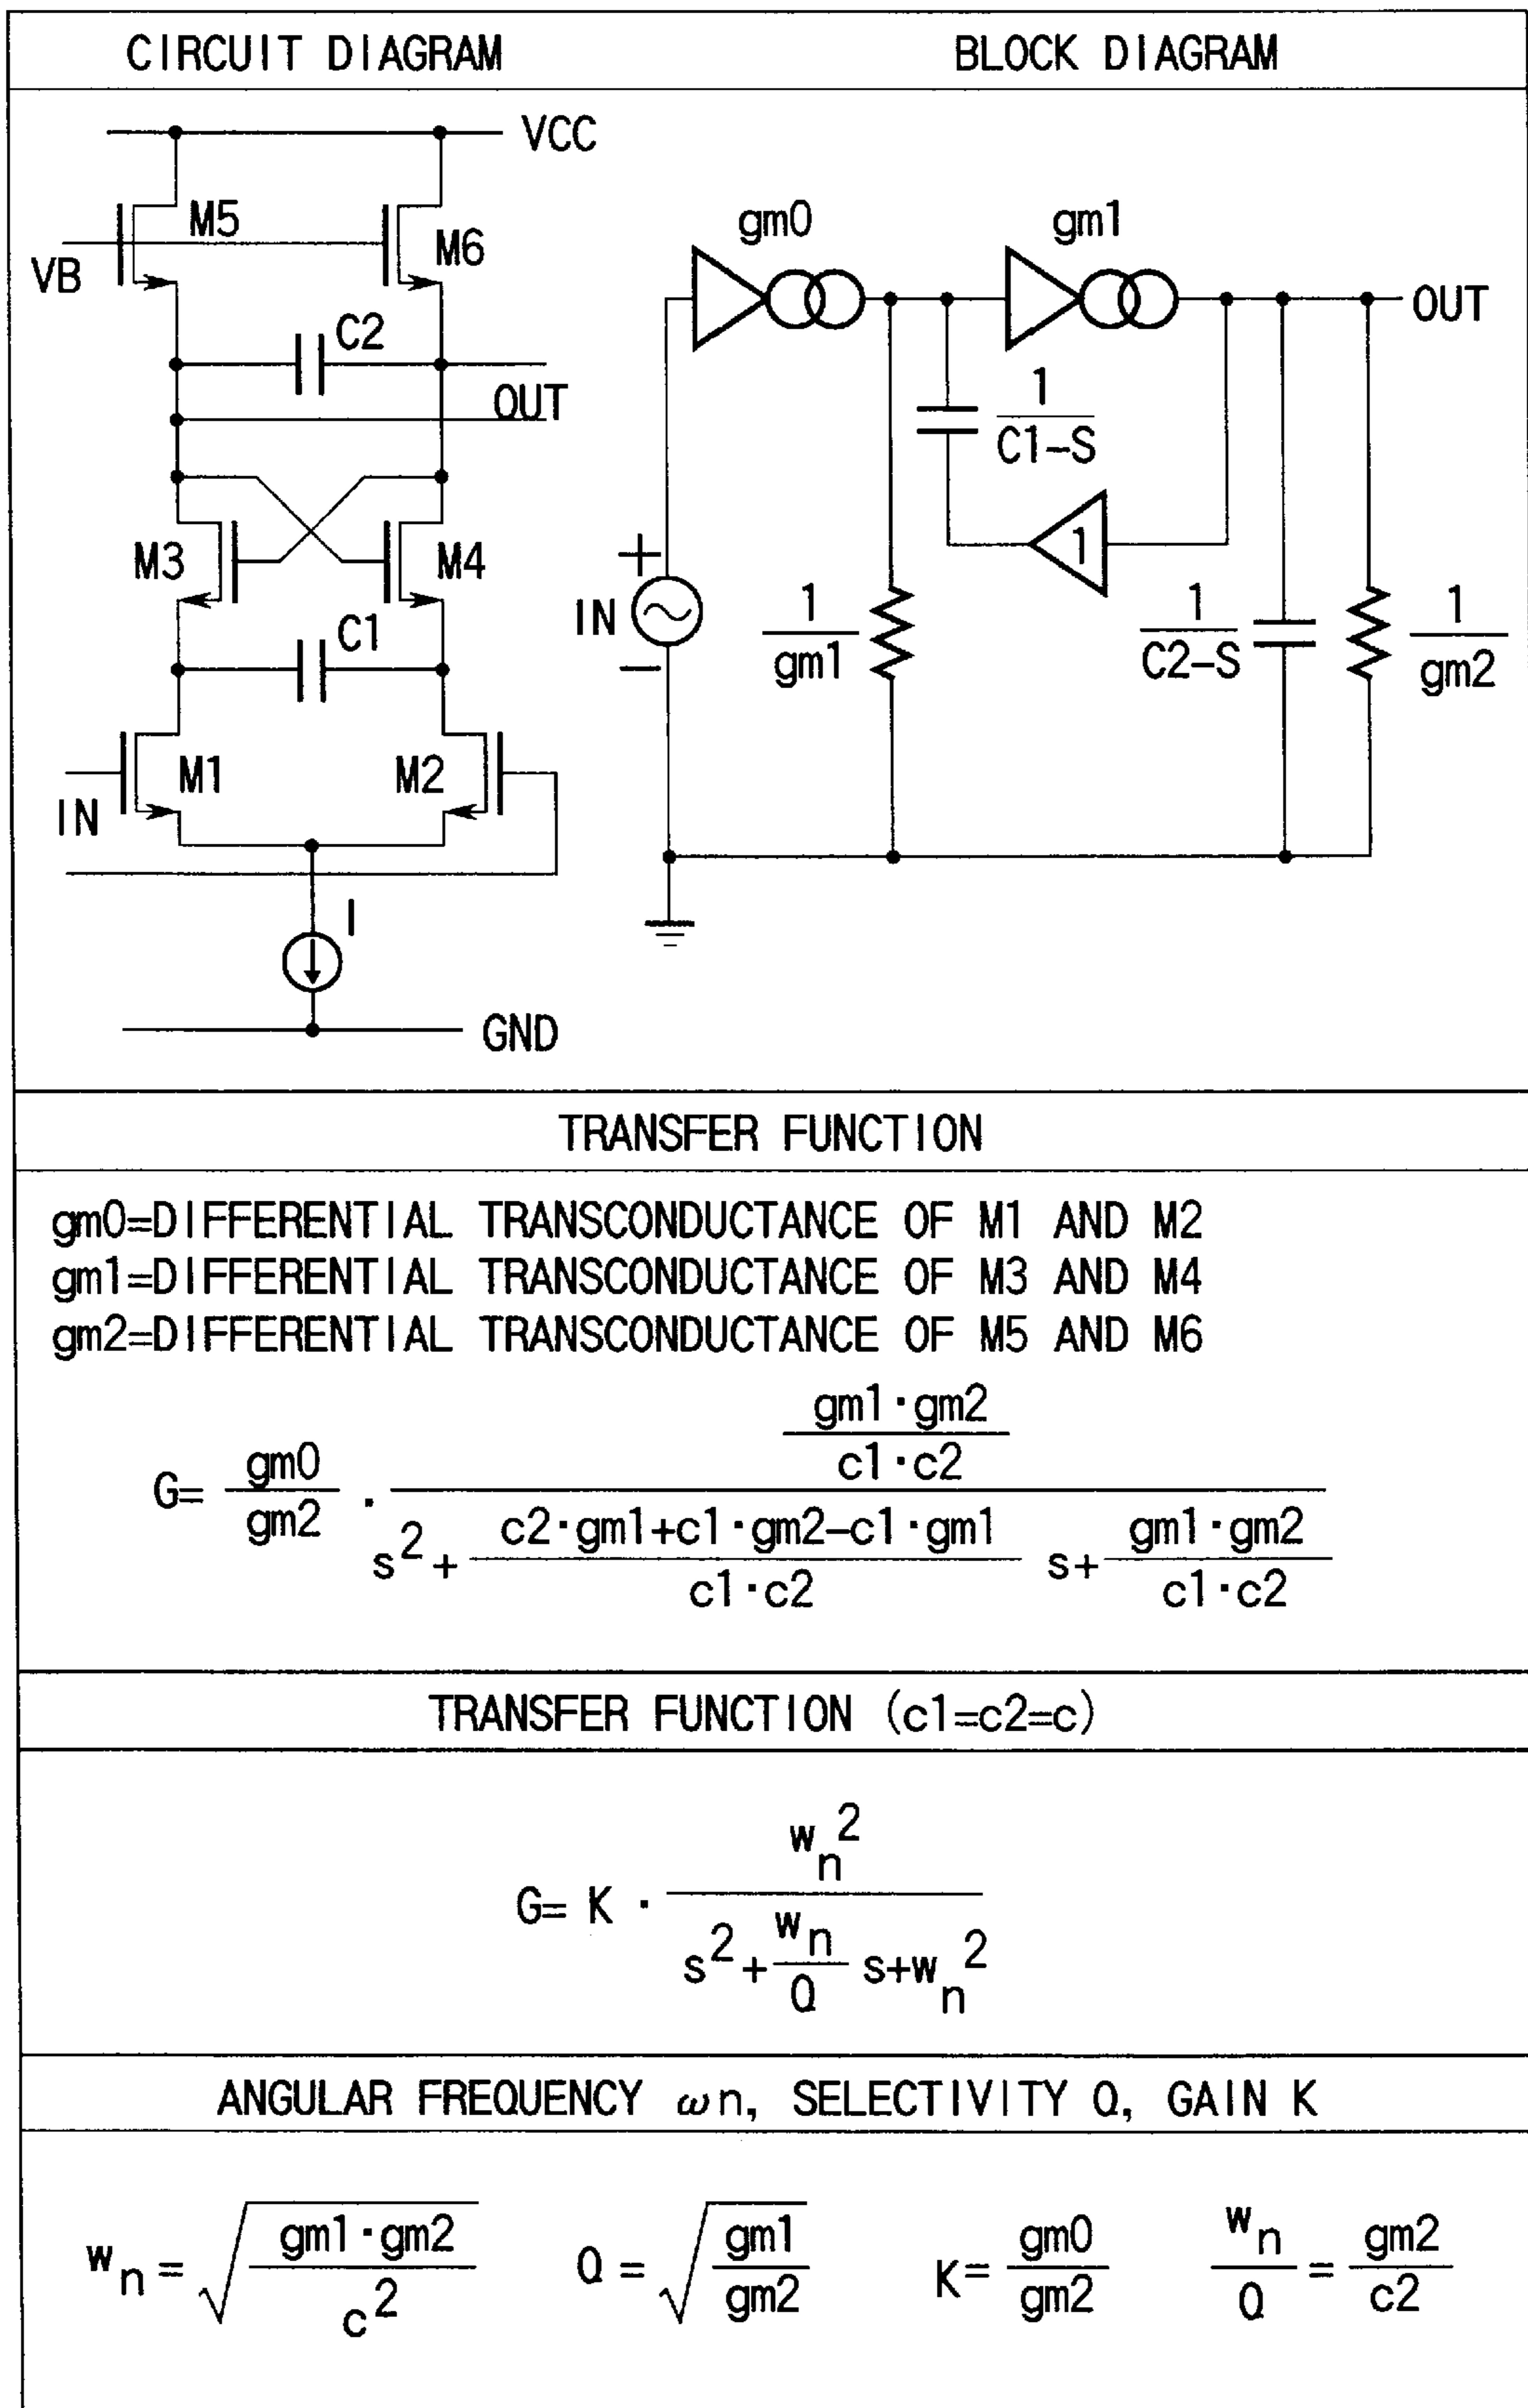 CIRCUIT DIAGRAM
BLOCK DIAGRAM
VCC
M5
M6
VB
C2
OUT
M3
M4
C1
M1
M2
IN
I
GND
gm0
gm1
OUT
1
C1-S
1
+
IN
-
1
gm1
1
C2-S
1
gm2
TRANSFER FUNCTION
gm0=DIFFERENTIAL TRANSCONDUCTANCE OF M1 AND M2
gm1=DIFFERENTIAL TRANSCONDUCTANCE OF M3 AND M4
gm2=DIFFERENTIAL TRANSCONDUCTANCE OF M5 AND M6
G= gm0/gm2 · (gm1·gm2/c1·c2)/(s²+ (c2·gm1+c1·gm2-c1·gm1)/(c1·c2) s+ gm1·gm2/c1·c2)
TRANSFER FUNCTION (c1=c2=c)
G= K · wn²/(s²+ wn/Q s+wn²)
ANGULAR FREQUENCY ωn, SELECTIVITY Q, GAIN K
wn = √(gm1·gm2/c²) Q = √(gm1/gm2) K= gm0/gm2 wn/Q = gm2/c2